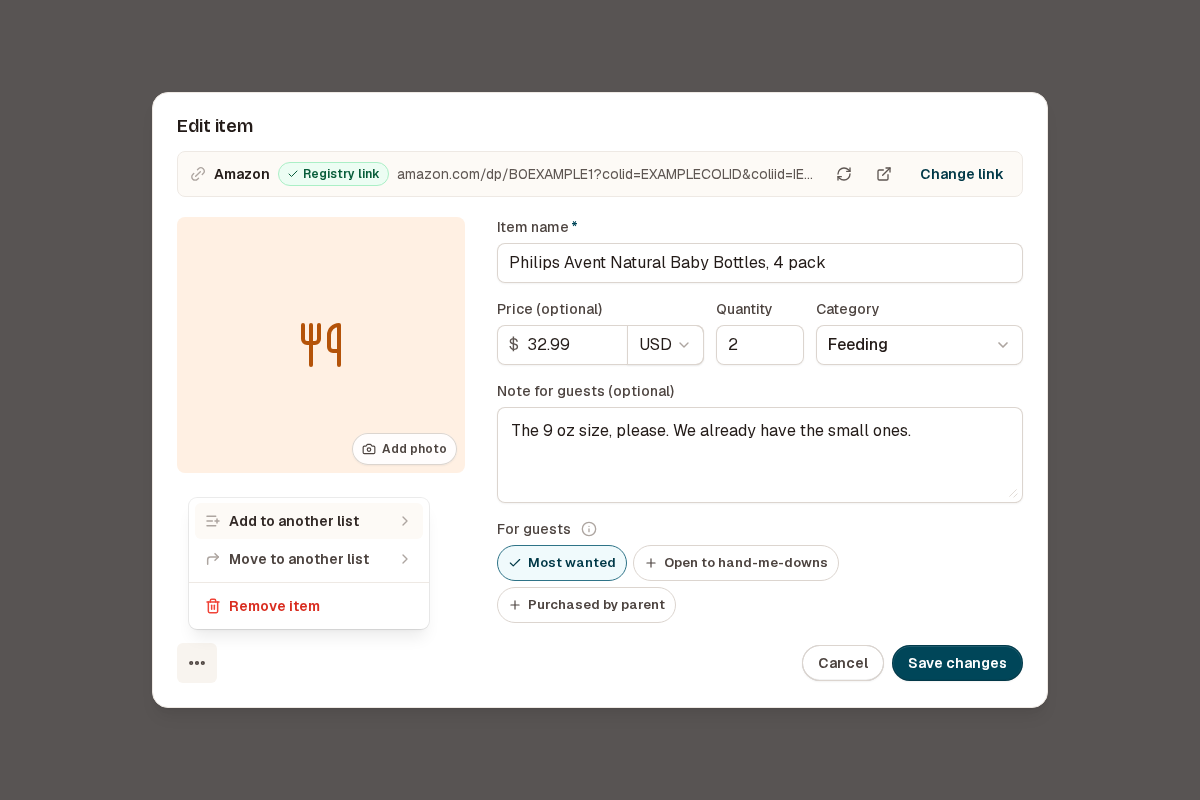 Edit item
Amazon Registry link amazon.com/dp/BOEXAMPLE1?colid=EXAMPLECOLID&coliid=IE... Change link
Item name *
Philips Avent Natural Baby Bottles, 4 pack
Price (optional) Quantity Category
$ 32.99 USD 2 Feeding
Note for guests (optional)
The 9 oz size, please. We already have the small ones.
Add photo
Add to another list
Move to another list
Remove item
For guests
Most wanted Open to hand-me-downs
Purchased by parent
Cancel Save changes